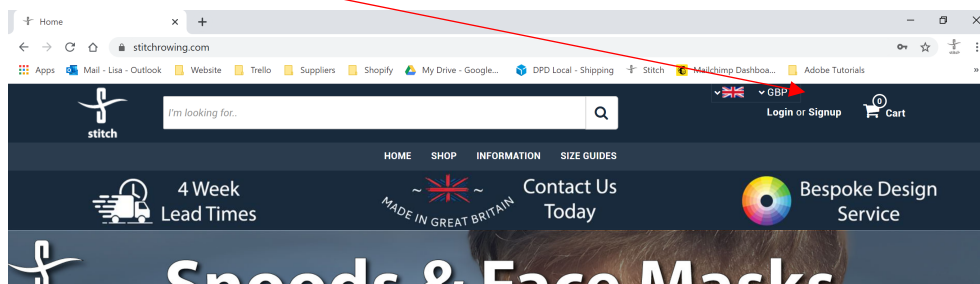 Home
stitchrowing.com
Apps Mail - Lisa - Outlook Website Trello Suppliers Shopify My Drive - Google... DPD Local - Shipping Stitch Mailchimp Dashboa... Adobe Tutorials »
GBP
stitch
I'm looking for..
Login or Signup
0
Cart
HOME SHOP INFORMATION SIZE GUIDES
4 Week
Lead Times
~ ~
MADE IN GREAT BRITAIN
Contact Us
Today
Bespoke Design
Service
Snoods & Face Masks